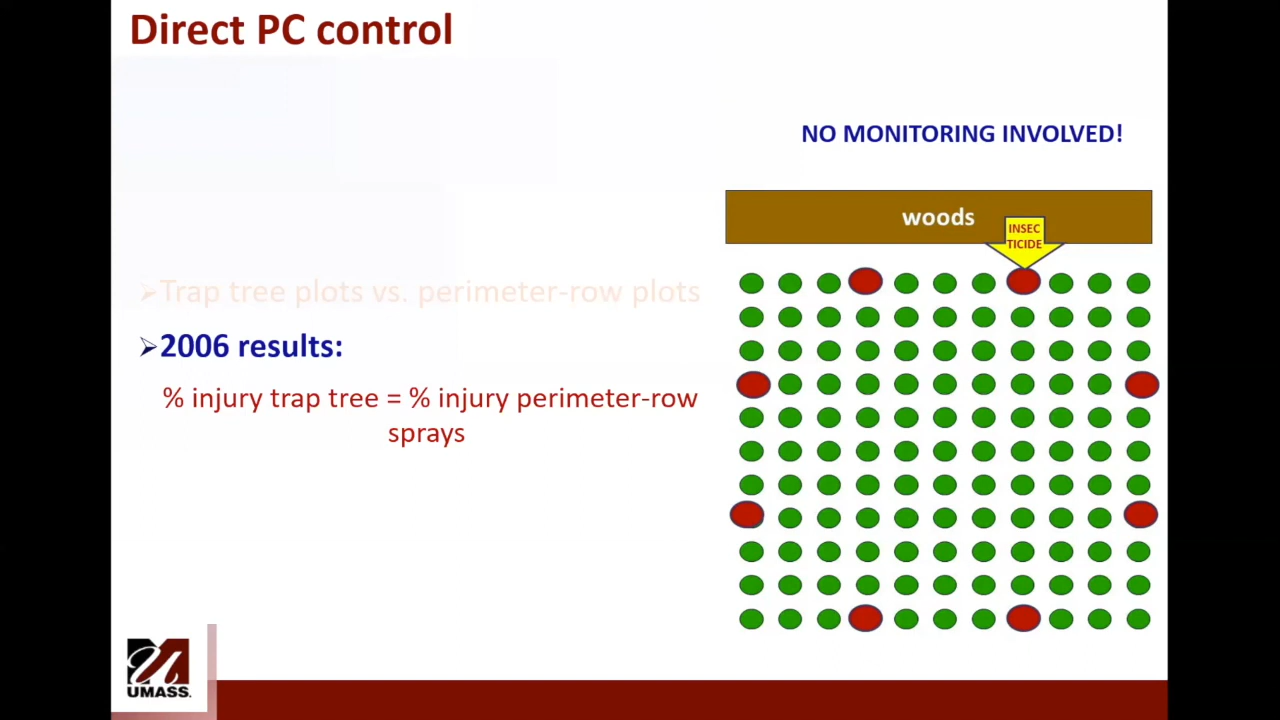 Direct PC control
NO MONITORING INVOLVED!
woods
INSEC
TICIDE
➢Trap tree plots vs. perimeter-row plots
➢2006 results:
% injury trap tree = % injury perimeter-row
sprays
UMASS.